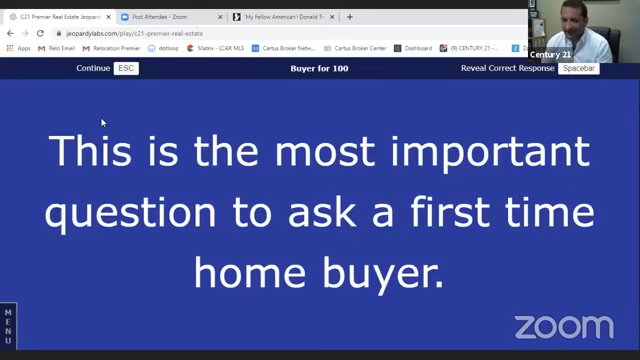 C21 Premier Real Estate Jeopard
Post Attendee - Zoom
"My Fellow Americans": Donald T
jeopardylabs.com/play/c21-premier-real-estate
Apps
Relo Email
Relocation Premier
dotloop
Matrix - LCAR MLS
Cartus Broker Network
Cartus Broker Center
Dashboard
(9) CENTURY 21
Century 21
Continue ESC
Buyer for 100
Reveal Correct Response Spacebar
This is the most important
question to ask a first time
home buyer.
MENU
zoom